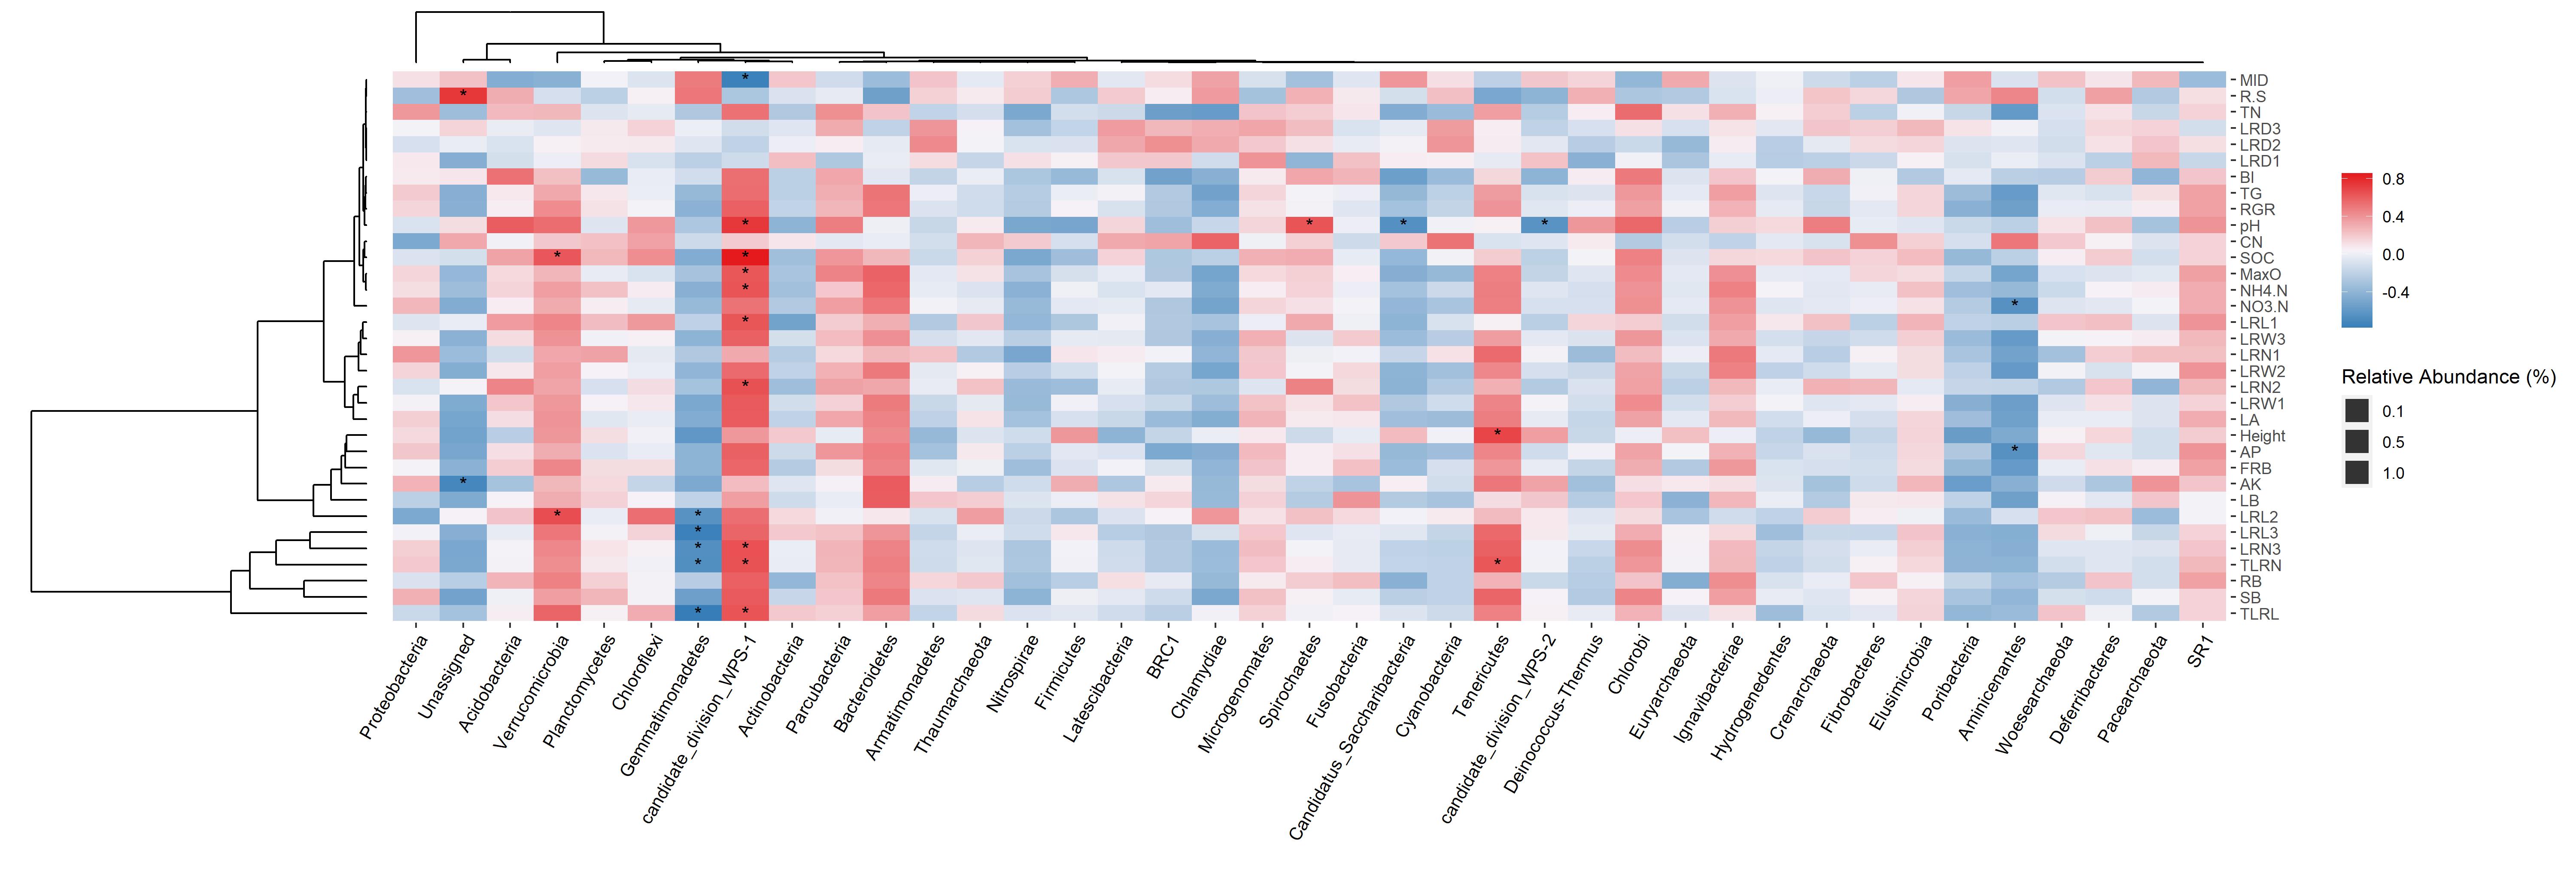 MID
R.S
TN
LRD3
LRD2
LRD1
BI
TG
RGR
pH
CN
SOC
MaxO
NH4.N
NO3.N
LRL1
LRW3
LRN1
LRW2
LRN2
LRW1
LA
Height
AP
FRB
AK
LB
LRL2
LRL3
LRN3
TLRN
RB
SB
TLRL
0.8
0.4
0.0
-0.4
Relative Abundance (%)
0.1
0.5
1.0
Proteobacteria
Unassigned
Acidobacteria
Verrucomicrobia
Planctomycetes
Chloroflexi
Gemmatimonadetes
candidate_division_WPS-1
Actinobacteria
Parcubacteria
Bacteroidetes
Armatimonadetes
Thaumarchaeota
Nitrospirae
Firmicutes
Latescibacteria
BRC1
Chlamydiae
Microgenomates
Spirochaetes
Fusobacteria
Candidatus_Saccharibacteria
Cyanobacteria
Tenericutes
candidate_division_WPS-2
Deinococcus-Thermus
Chlorobi
Euryarchaeota
Ignavibacteriae
Hydrogenedentes
Crenarchaeota
Fibrobacteres
Elusimicrobia
Poribacteria
Aminicenantes
Woesearchaeota
Deferribacteres
Pacearchaeota
SR1